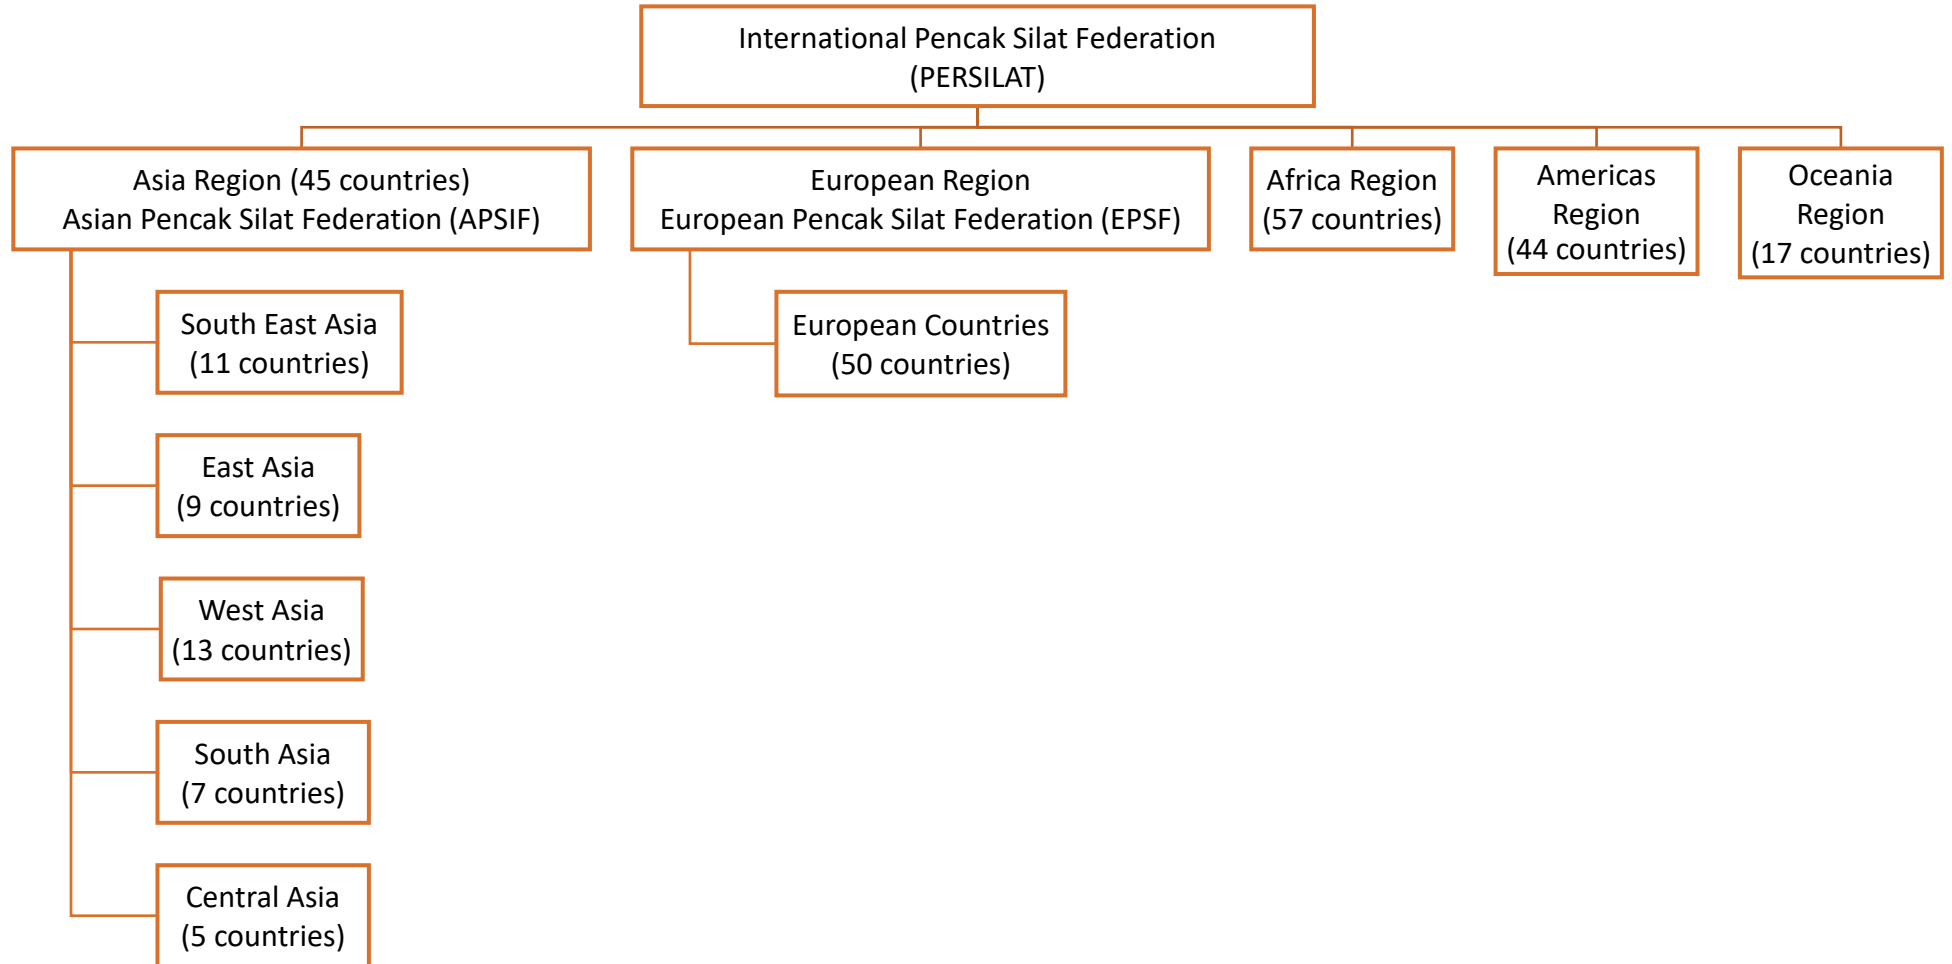 International Pencak Silat Federation
(PERSILAT)
Asia Region (45 countries)
Asian Pencak Silat Federation (APSIF)
European Region
European Pencak Silat Federation (EPSF)
Africa Region
(57 countries)
Americas
Region
(44 countries)
Oceania
Region
(17 countries)
South East Asia
(11 countries)
European Countries
(50 countries)
East Asia
(9 countries)
West Asia
(13 countries)
South Asia
(7 countries)
Central Asia
(5 countries)